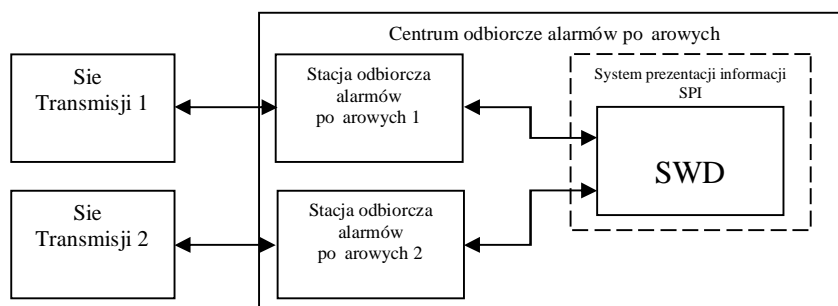 Centrum odbiorcze alarmów po arowych
Sie
Transmisji 1
Stacja odbiorcza
alarmów
po arowych 1
System prezentacji informacji
SPI
SWD
Sie
Transmisji 2
Stacja odbiorcza
alarmów
po arowych 2